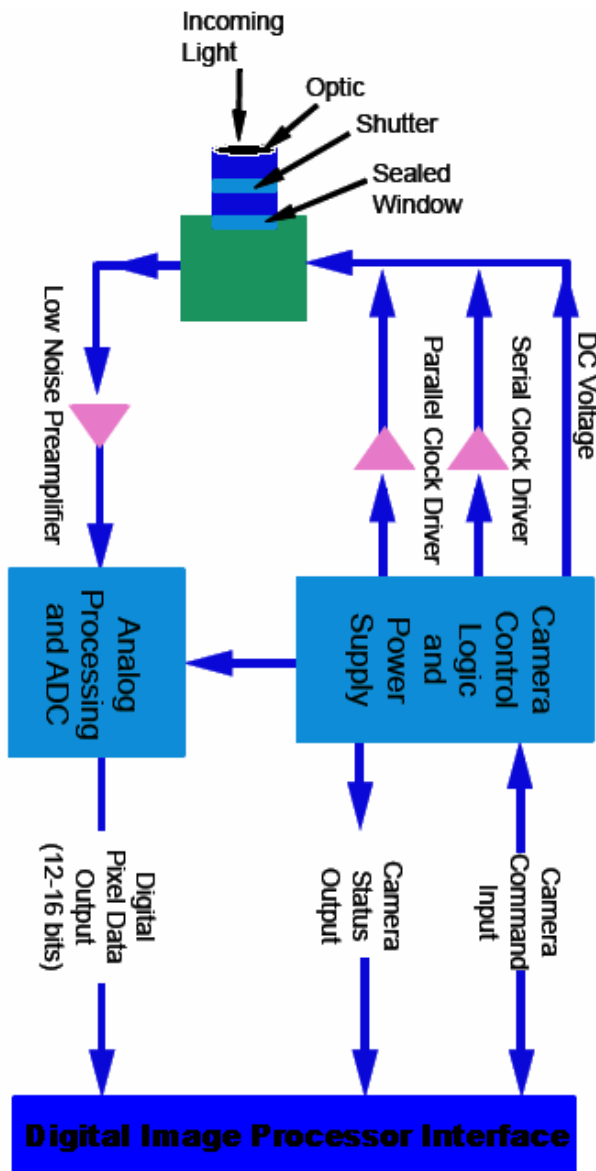 Incoming
Light
Optic
Shutter
Sealed
Window
Low Noise Preamplifier
Parallel Clock Driver
Serial Clock Driver
DC Voltage
Analog
Processing
and ADC
Camera
Control
Logic
and
Power
Supply
Digital
Pixel Data
Output
(12-16 bits)
Camera
Status
Output
Camera
Command
Input
Digital Image Processor Interface